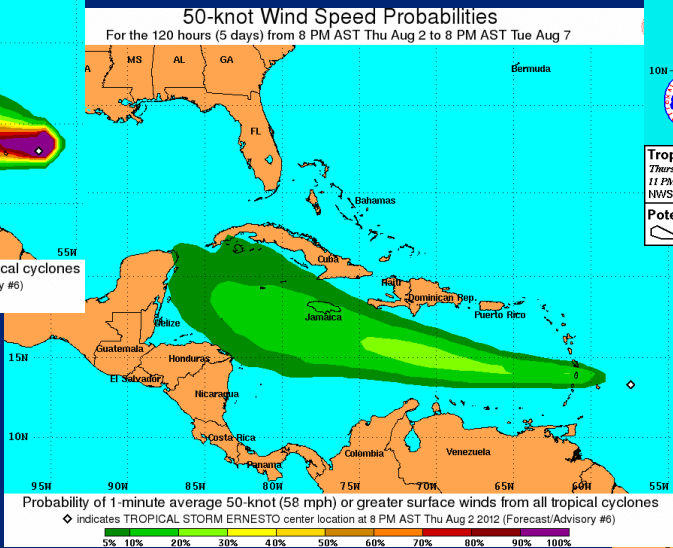 50-knot Wind Speed Probabilities
For the 120 hours (5 days) from 8 PM AST Thu Aug 2 to 8 PM AST Tue Aug 7
MS
AL
GA
A
Bermuda
10N
FL
Trop
Thurs
11 PM
NWS
Bahamas
Pote
55W
Cuba
cal cyclones
y #6)
Haiti
Dominican Rep.
Puerto Rico
Jamaica
Belize
Guatemala
15N
Honduras
El Salvador
Nicaragua
10N
Costa Rica
Panama
Colombia
Venezuela
95W 90W 85W 80W 75W 70W 65W 60W 55W
Probability of 1-minute average 50-knot (58 mph) or greater surface winds from all tropical cyclones
indicates TROPICAL STORM ERNESTO center location at 8 PM AST Thu Aug 2 2012 (Forecast/Advisory #6)
5% 10% 20% 30% 40% 50% 60% 70% 80% 90% 100%